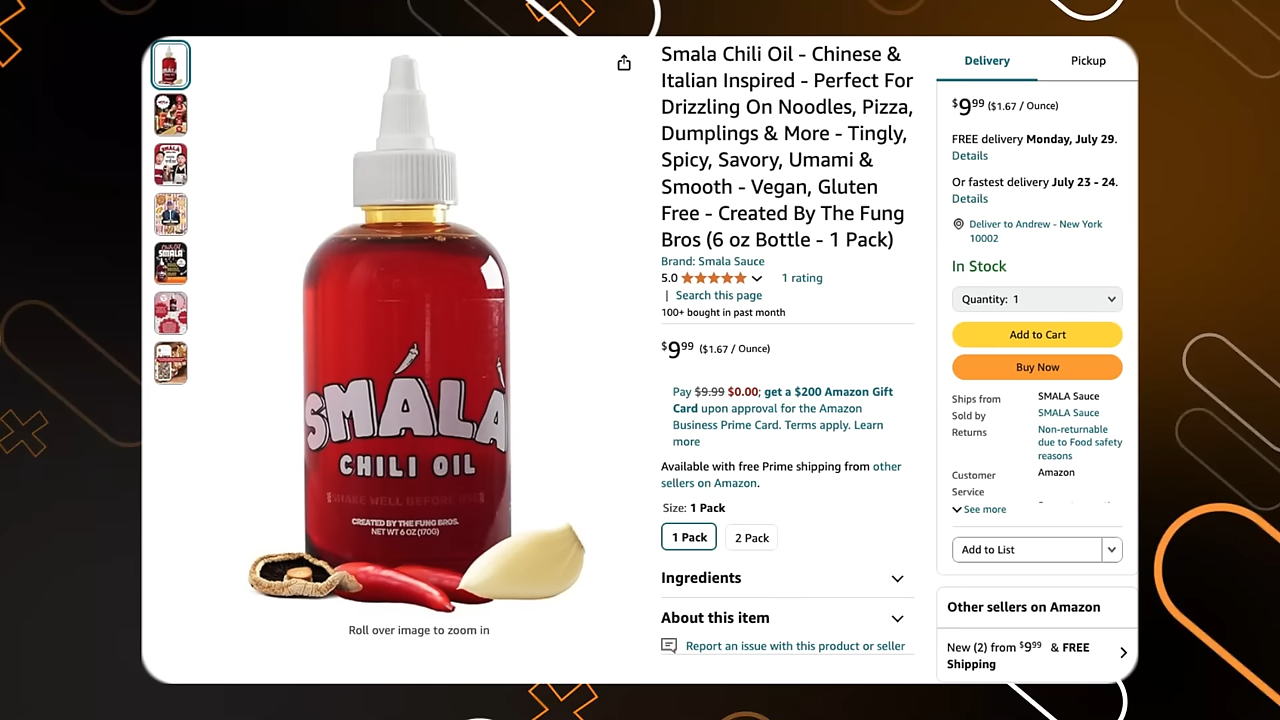 SMÁLÀ
CHILI OIL
SHAKE WELL BEFORE USE
CREATED BY THE FUNG BROS.
NET WT 6 OZ (170G)
Roll over image to zoom in
Smala Chili Oil - Chinese &
Italian Inspired - Perfect For
Drizzling On Noodles, Pizza,
Dumplings & More - Tingly,
Spicy, Savory, Umami &
Smooth - Vegan, Gluten
Free - Created By The Fung
Bros (6 oz Bottle - 1 Pack)
Brand: Smala Sauce
5.0 1 rating
| Search this page
100+ bought in past month
$9.99 ($1.67 / Ounce)
Pay $9.99 $0.00; get a $200 Amazon Gift
Card upon approval for the Amazon
Business Prime Card. Terms apply. Learn
more
Available with free Prime shipping from other
sellers on Amazon.
Size: 1 Pack
1 Pack 2 Pack
Ingredients
About this item
Report an issue with this product or seller
Delivery Pickup
$9.99 ($1.67 / Ounce)
FREE delivery Monday, July 29.
Details
Or fastest delivery July 23 - 24.
Details
Deliver to Andrew - New York
10002
In Stock
Quantity: 1
Add to Cart
Buy Now
Ships from SMALA Sauce
Sold by SMALA Sauce
Returns Non-returnable
due to Food safety
reasons
Customer Amazon
Service
See more
Add to List
Other sellers on Amazon
New (2) from $9.99 & FREE
Shipping